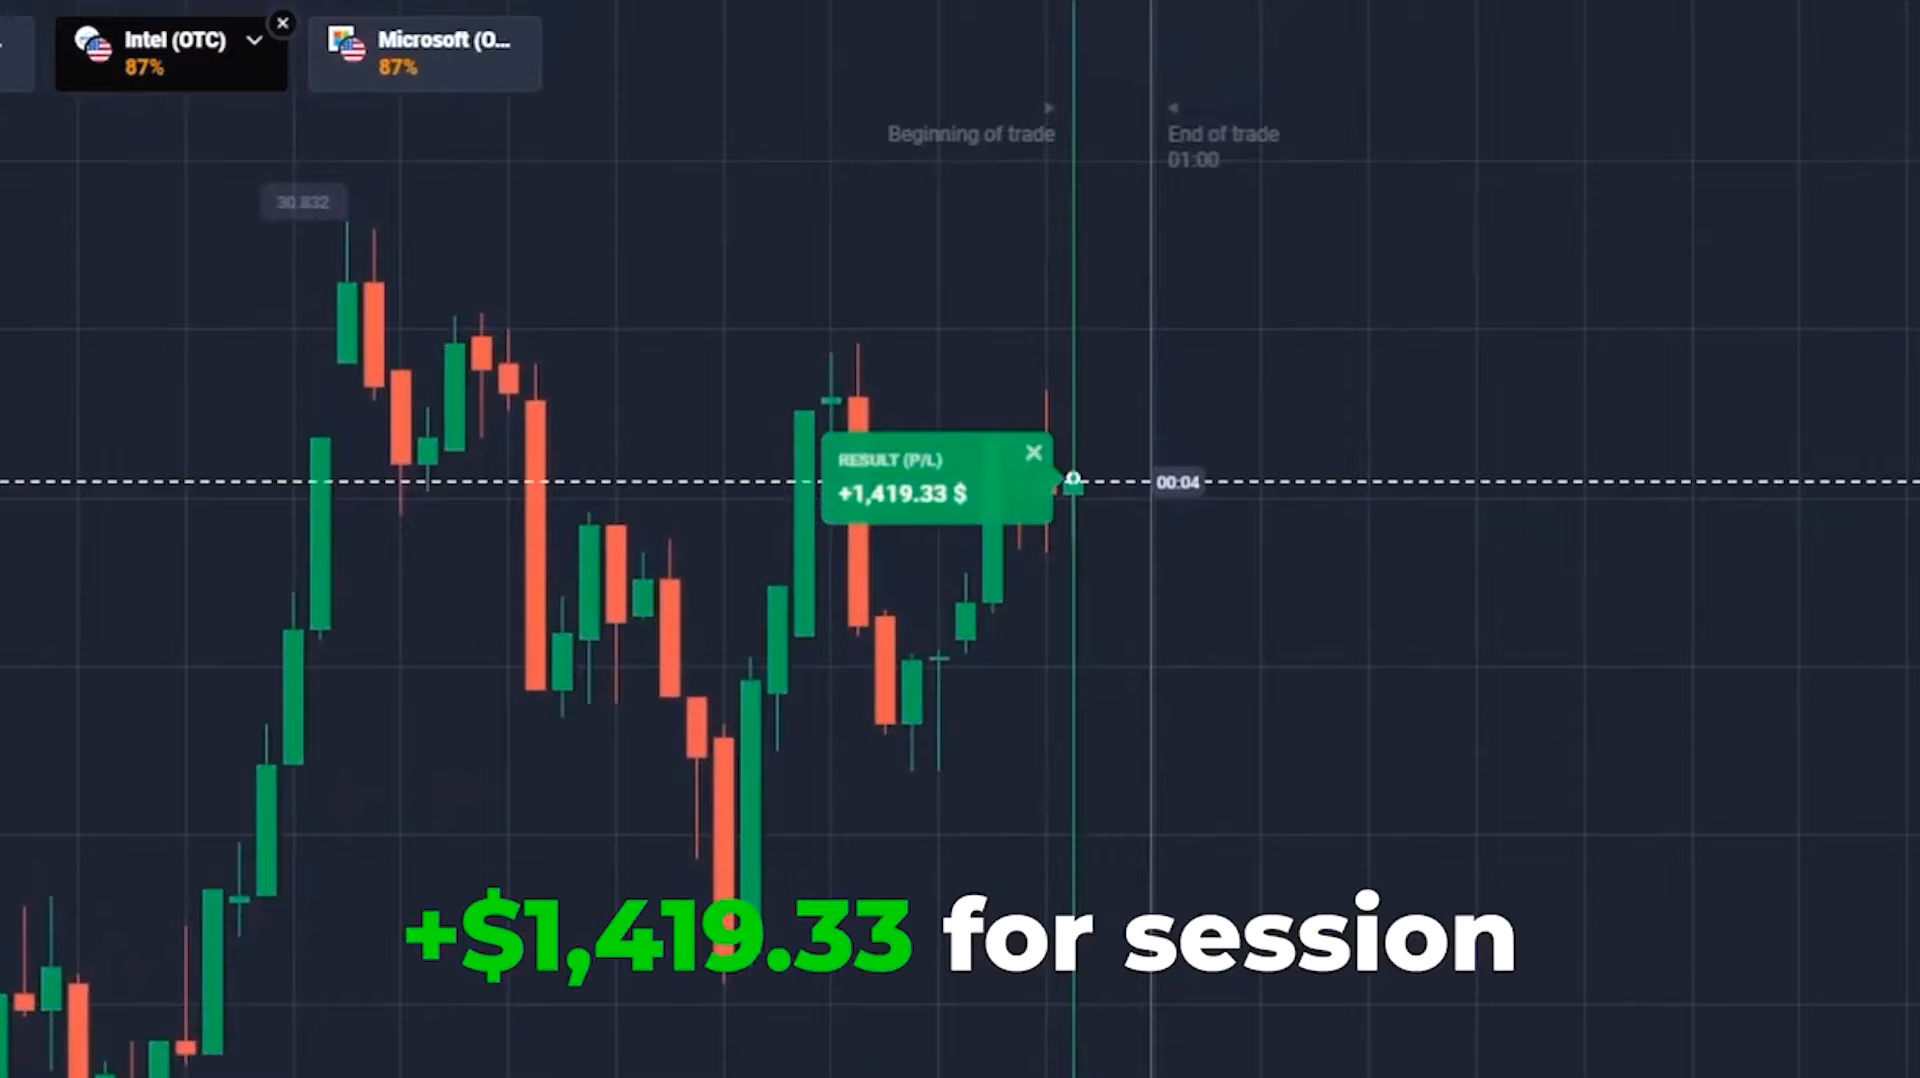 Intel (OTC)
87%
Microsoft (O...
87%
Beginning of trade
End of trade
01:00
30.832
RESULT (P/L)
+1,419.33 $
00:04
+$1,419.33 for session